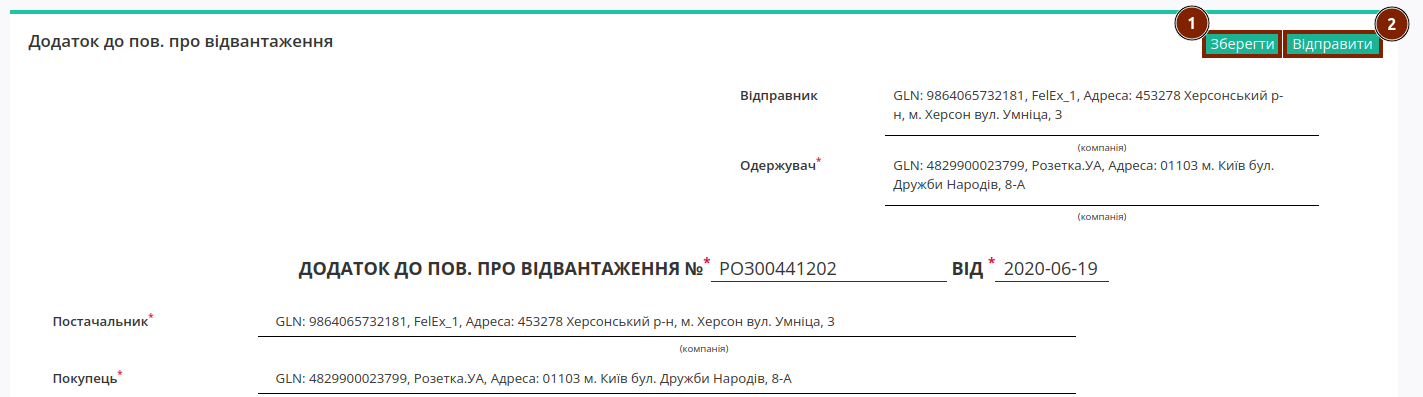 1 2
Додаток до пов. про відвантаження
Зберегти Відправити
Відправник GLN: 9864065732181, FelEx_1, Адреса: 453278 Херсонський р-
н, м. Херсон вул. Умніца, 3
(компанія)
Одержувач* GLN: 4829900023799, Розетка.УА, Адреса: 01103 м. Київ бул.
Дружби Народів, 8-А
(компанія)
ДОДАТОК ДО ПОВ. ПРО ВІДВАНТАЖЕННЯ №* РО300441202 ВІД * 2020-06-19
Постачальник* GLN: 9864065732181, FelEx_1, Адреса: 453278 Херсонський р-н, м. Херсон вул. Умніца, 3
(компанія)
Покупець* GLN: 4829900023799, Розетка.УА, Адреса: 01103 м. Київ бул. Дружби Народів, 8-А